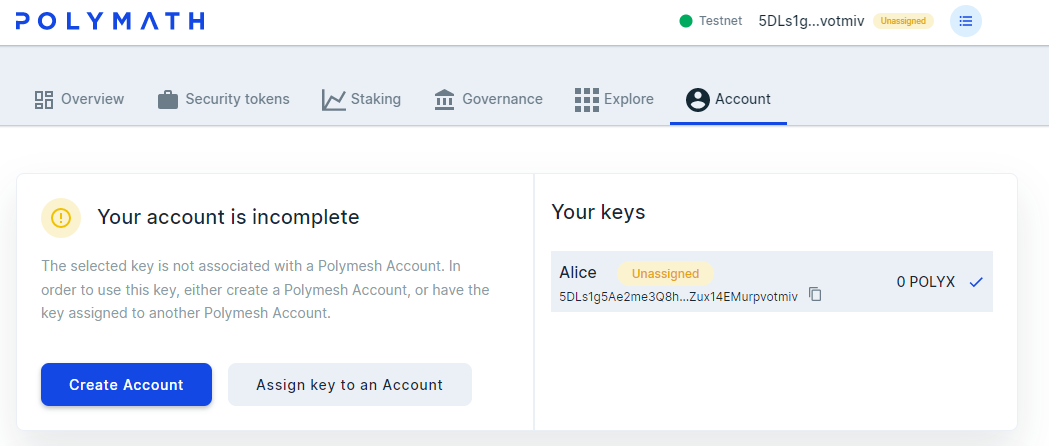 POLYMATH
Testnet 5DLs1g...votmiv Unassigned
Overview Security tokens Staking Governance Explore Account
Your account is incomplete
The selected key is not associated with a Polymesh Account. In
order to use this key, either create a Polymesh Account, or have the
key assigned to another Polymesh Account.
Create Account Assign key to an Account
Your keys
Alice Unassigned
5DLs1g5Ae2me3Q8h...Zux14EMurpvotmiv
0 POLYX